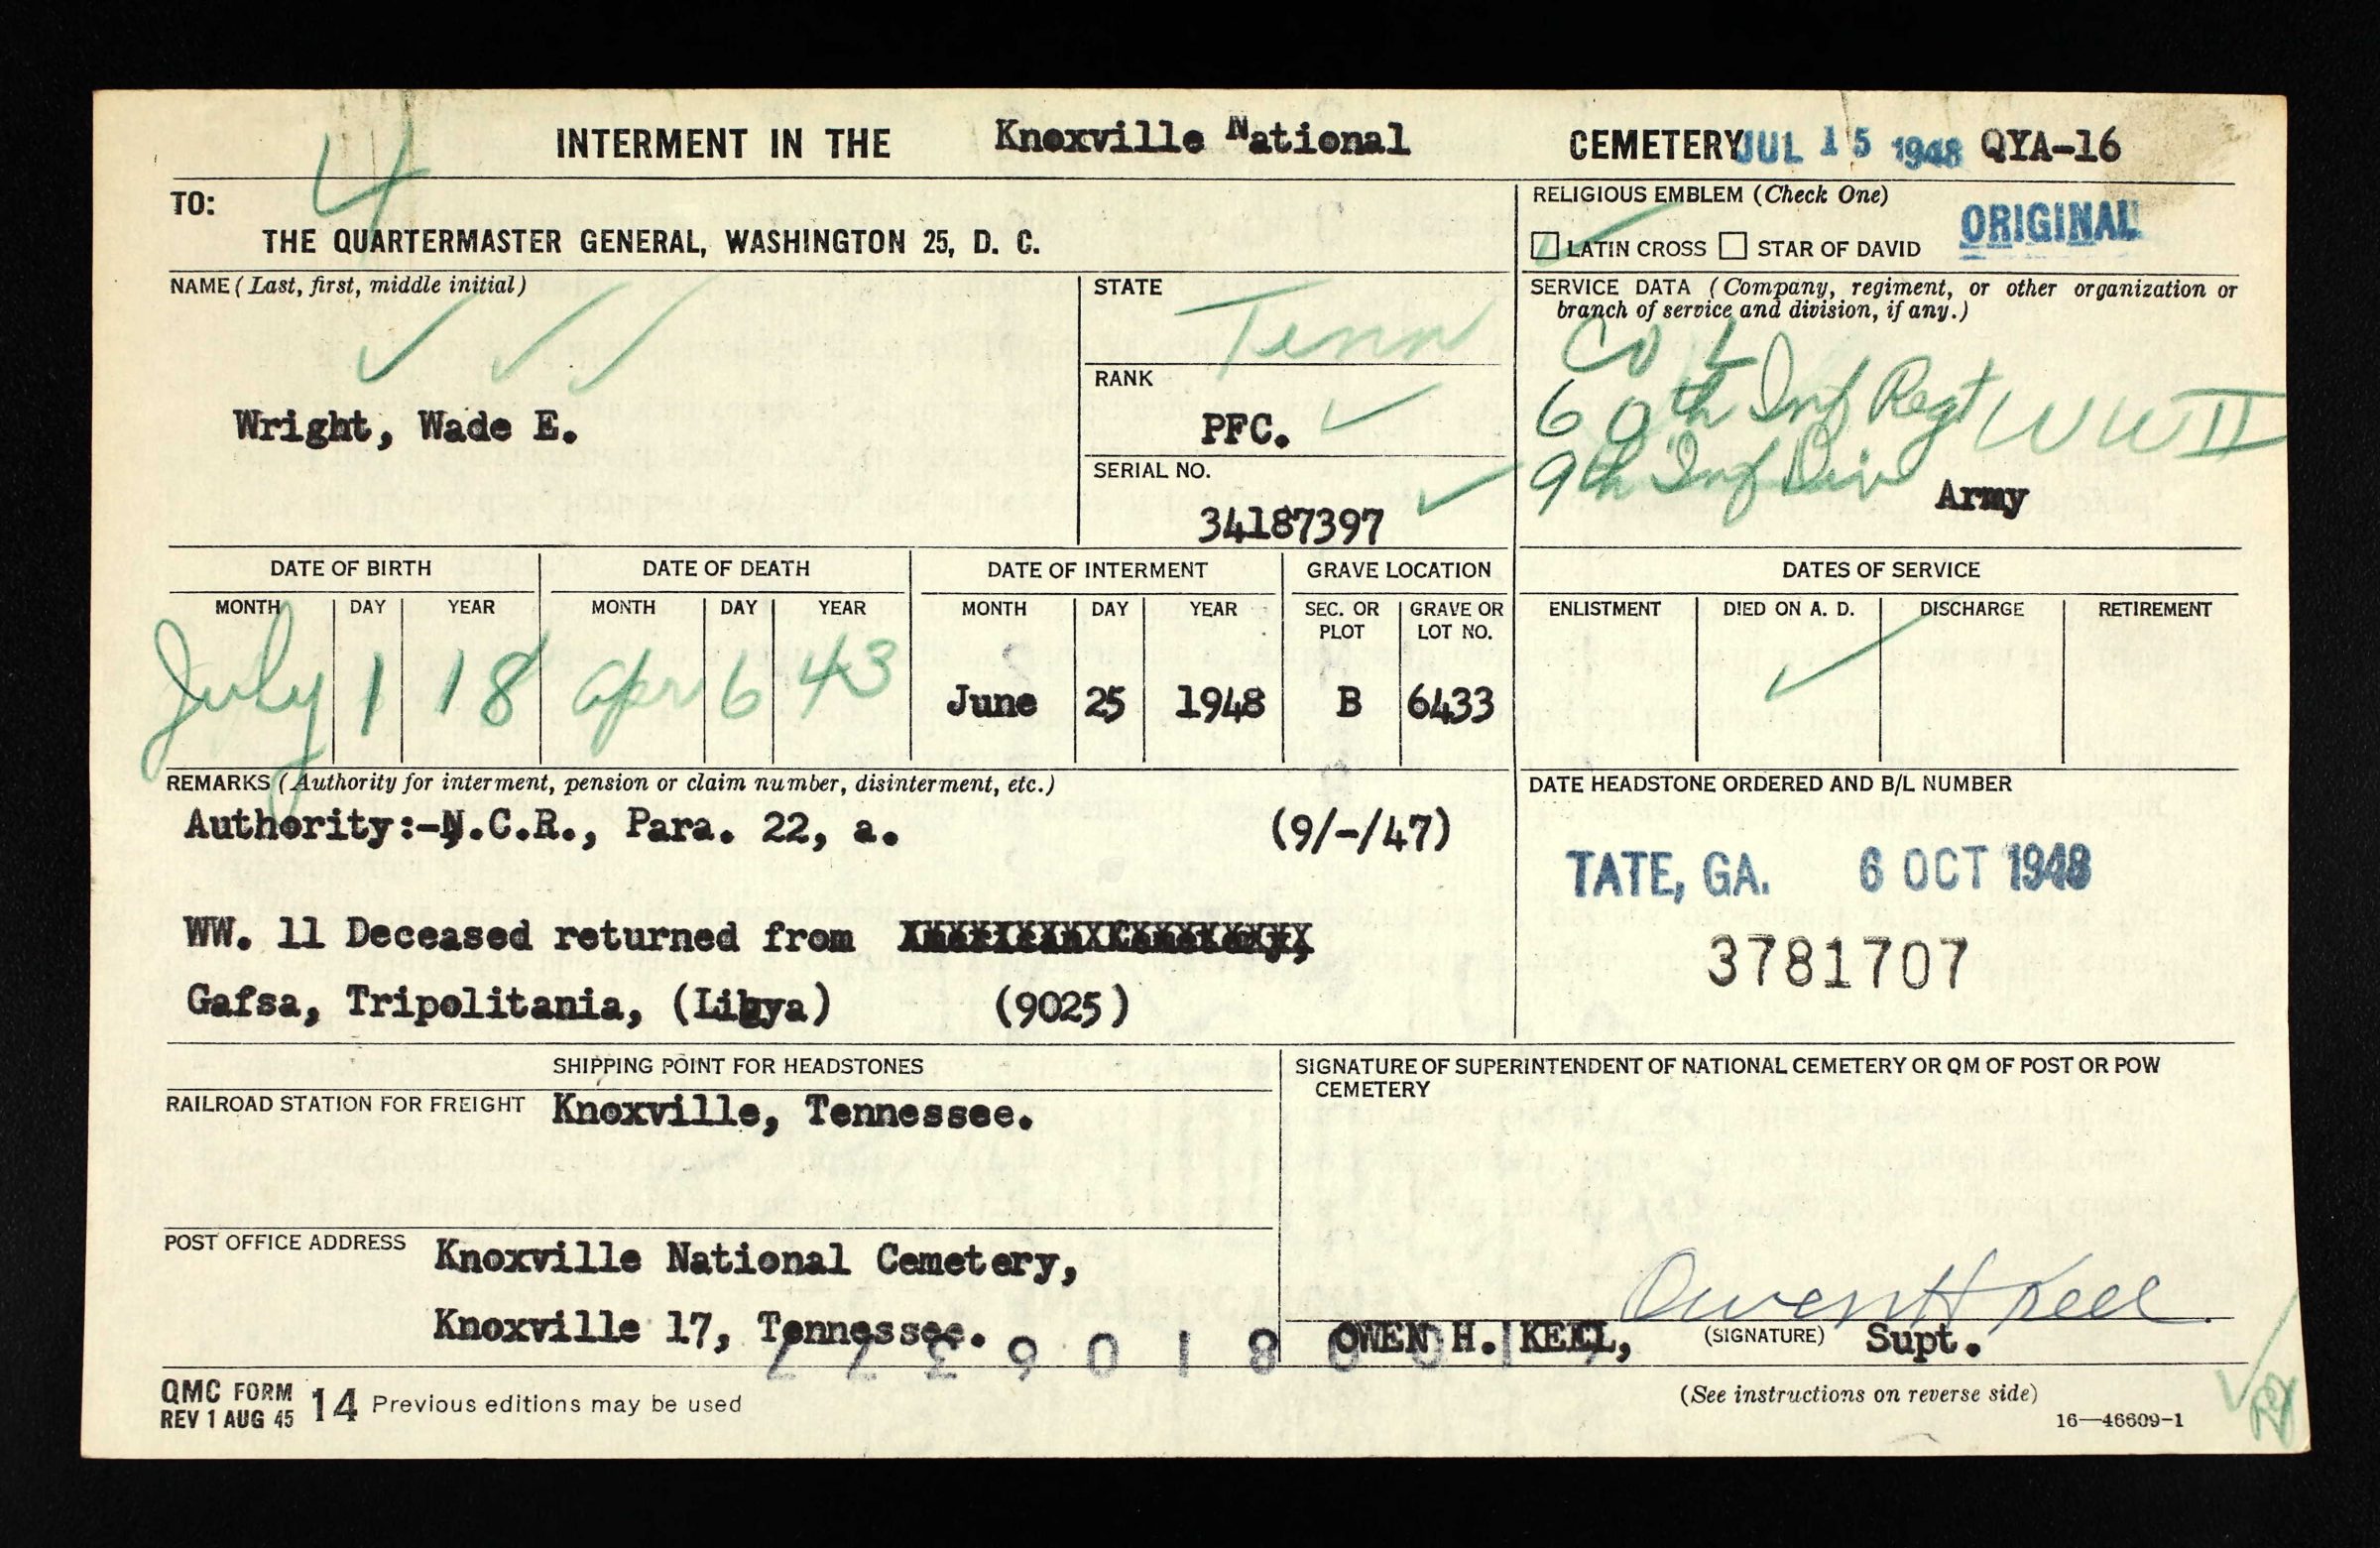 INTERMENT IN THE Knoxville National CEMETERY JUL 15 1948 QYA-16
4
TO:
THE QUARTERMASTER GENERAL, WASHINGTON 25, D. C.
RELIGIOUS EMBLEM (Check One)
LATIN CROSS STAR OF DAVID
ORIGINAL
NAME (Last, first, middle initial)
Wright, Wade E.
STATE
Tenn
RANK
PFC.
SERIAL NO.
34187397
SERVICE DATA (Company, regiment, or other organization or
branch of service and division, if any.)
Co L
60th Inf Regt WW II
9th Inf Div
Army
DATE OF BIRTH DATE OF DEATH DATE OF INTERMENT GRAVE LOCATION DATES OF SERVICE
MONTH DAY YEAR MONTH DAY YEAR MONTH DAY YEAR SEC. OR PLOT GRAVE OR LOT NO. ENLISTMENT DIED ON A. D. DISCHARGE RETIREMENT
July 1 18 Apr 6 43 June 25 1948 B 6433
REMARKS (Authority for interment, pension or claim number, disinterment, etc.)
Authority:-N.C.R., Para. 22, a. (9/-/47)
WW. 11 Deceased returned from
Gafsa, Tripolitania, (Libya) (9025)
DATE HEADSTONE ORDERED AND B/L NUMBER
TATE, GA. 6 OCT 1948
3781707
SHIPPING POINT FOR HEADSTONES
RAILROAD STATION FOR FREIGHT Knoxville, Tennessee.
POST OFFICE ADDRESS Knoxville National Cemetery,
Knoxville 17, Tennessee.
SIGNATURE OF SUPERINTENDENT OF NATIONAL CEMETERY OR QM OF POST OR POW
CEMETERY
Owen H Keel
OWEN H. KEEL, (SIGNATURE) Supt.
QMC FORM 14 Previous editions may be used
REV 1 AUG 45
(See instructions on reverse side)
16—46609-1